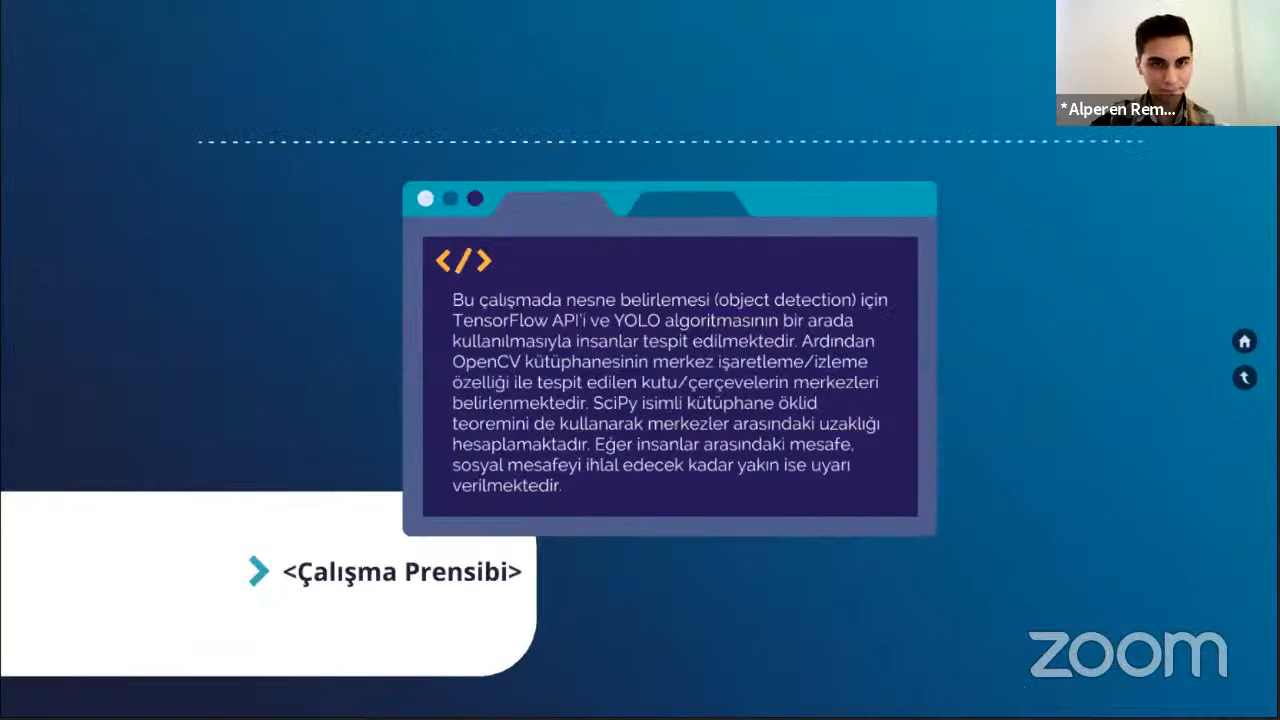 *Alperen Rem...
</>
Bu çalışmada nesne belirlemesi (object detection) için
TensorFlow API'i ve YOLO algoritmasının bir arada
kullanılmasıyla insanlar tespit edilmektedir. Ardından
OpenCV kütüphanesinin merkez işaretleme/izleme
özelliği ile tespit edilen kutu/çerçevelerin merkezleri
belirlenmektedir. SciPy isimli kütüphane öklid
teoremini de kullanarak merkezler arasındaki uzaklığı
hesaplamaktadır. Eğer insanlar arasındaki mesafe,
sosyal mesafeyi ihlal edecek kadar yakın ise uyarı
verilmektedir.
<Çalışma Prensibi>
zoom